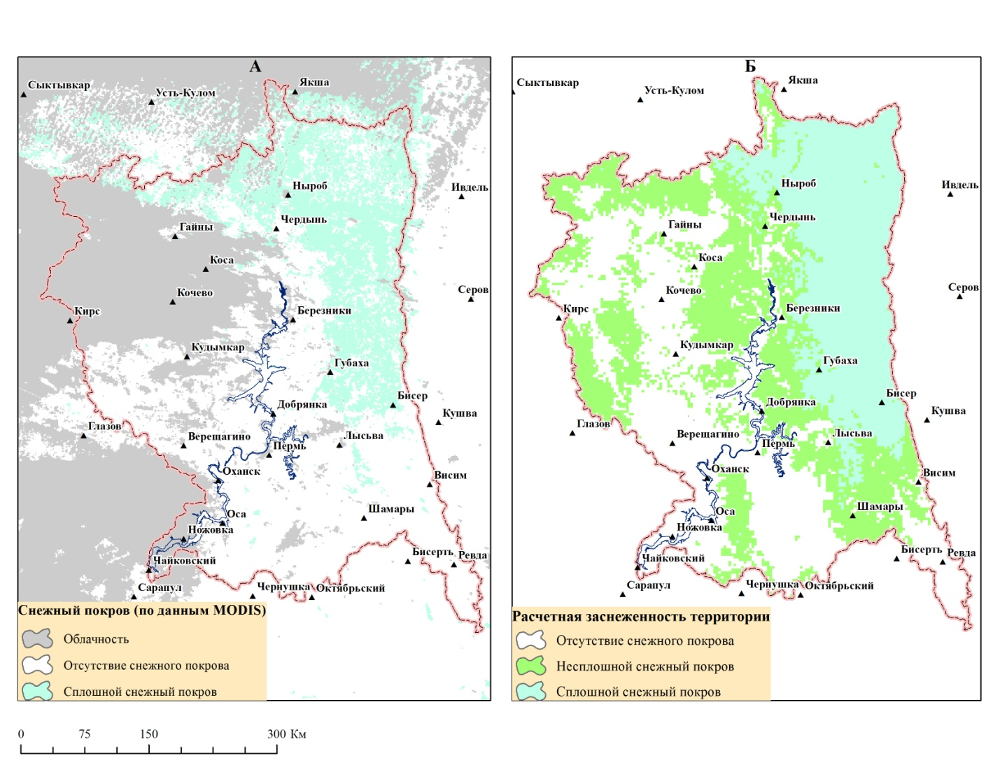 А
Сыктывкар
Усть-Кулом
Якша
Ныроб
Ивдель
Чердынь
Гайны
Коса
Серов
Кочево
Кирс
Березники
Кудымкар
Губаха
Бисер
Добрянка
Кушва
Глазов
Верещагино
Лысьва
Пермь
Оханск
Висим
Шамары
Оса
Ножовка
Бисерть
Ревда
Чайковский
Сарапул
Чернушка
Октябрьский
Снежный покров (по данным MODIS)
Облачность
Отсутствие снежного покрова
Сплошной снежный покров
Б
Сыктывкар
Усть-Кулом
Якша
Ныроб
Ивдель
Чердынь
Гайны
Коса
Серов
Кочево
Кирс
Березники
Кудымкар
Губаха
Бисер
Добрянка
Кушва
Глазов
Верещагино
Лысьва
Пермь
Оханск
Висим
Шамары
Оса
Ножовка
Бисерть
Ревда
Чайковский
Сарапул
Чернушка
Октябрьский
Расчетная заснеженность территории
Отсутствие снежного покрова
Несплошной снежный покров
Сплошной снежный покров
0 75 150 300 Км